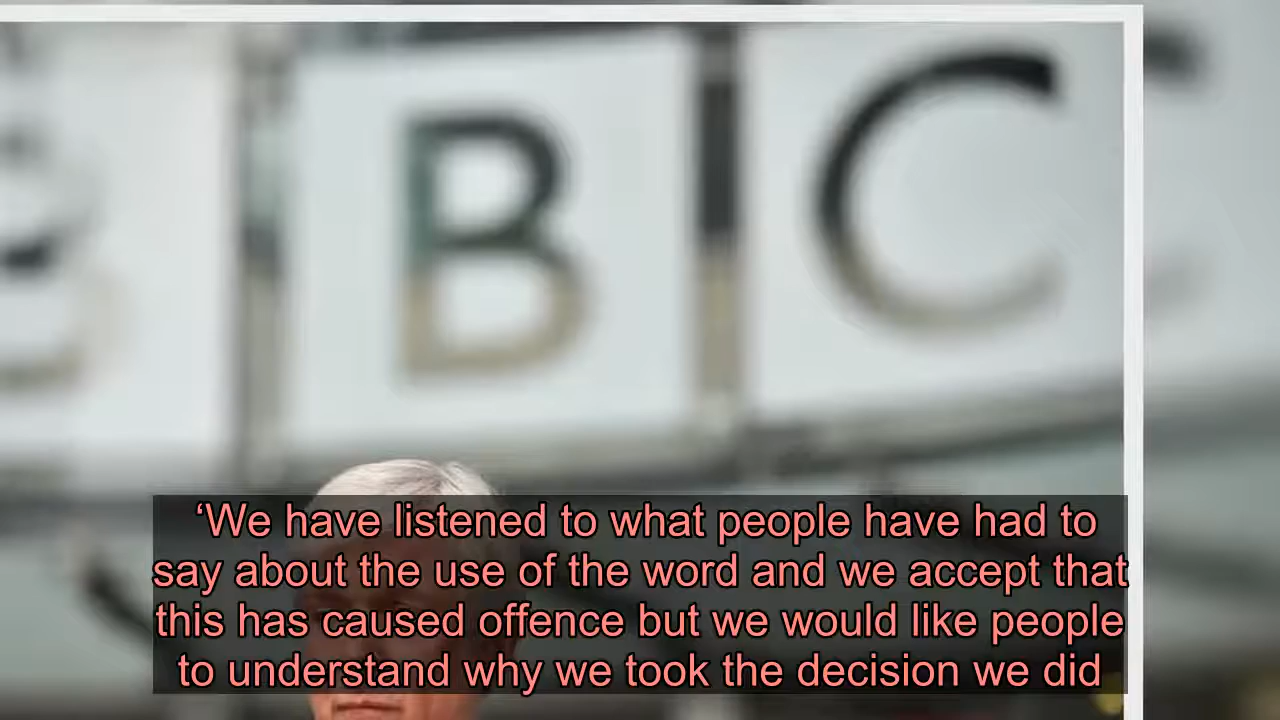 B B C
‘We have listened to what people have had to
say about the use of the word and we accept that
this has caused offence but we would like people
to understand why we took the decision we did